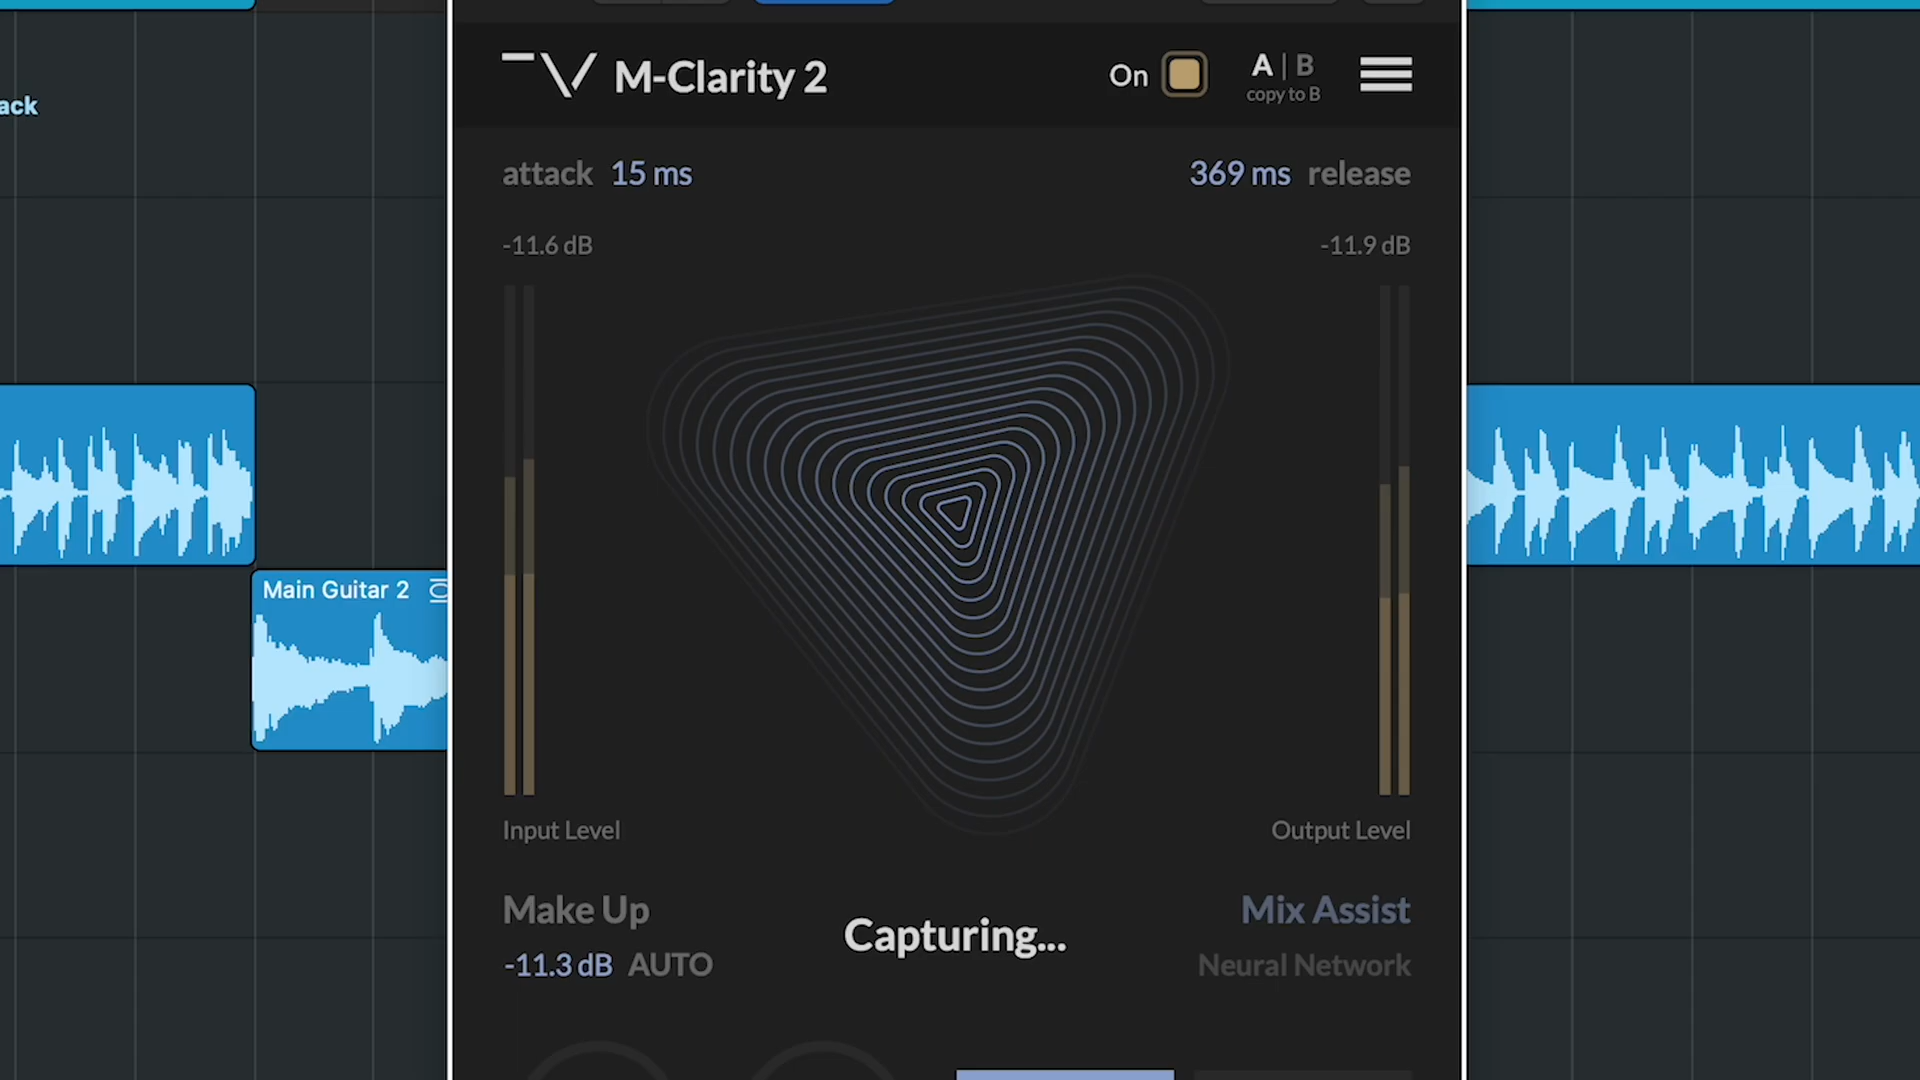 M-Clarity 2
On
A | B
copy to B
ack
attack 15 ms
369 ms release
-11.6 dB
-11.9 dB
Main Guitar 2
Input Level
Output Level
Make Up
-11.3 dB AUTO
Capturing...
Mix Assist
Neural Network